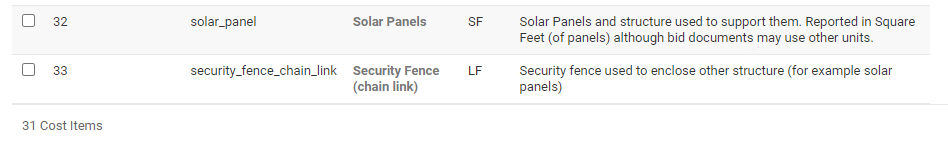 32 solar_panel Solar Panels SF Solar Panels and structure used to support them. Reported in Square
Feet (of panels) although bid documents may use other units.
33 security_fence_chain_link Security Fence LF Security fence used to enclose other structure (for example solar
(chain link) panels)
31 Cost Items